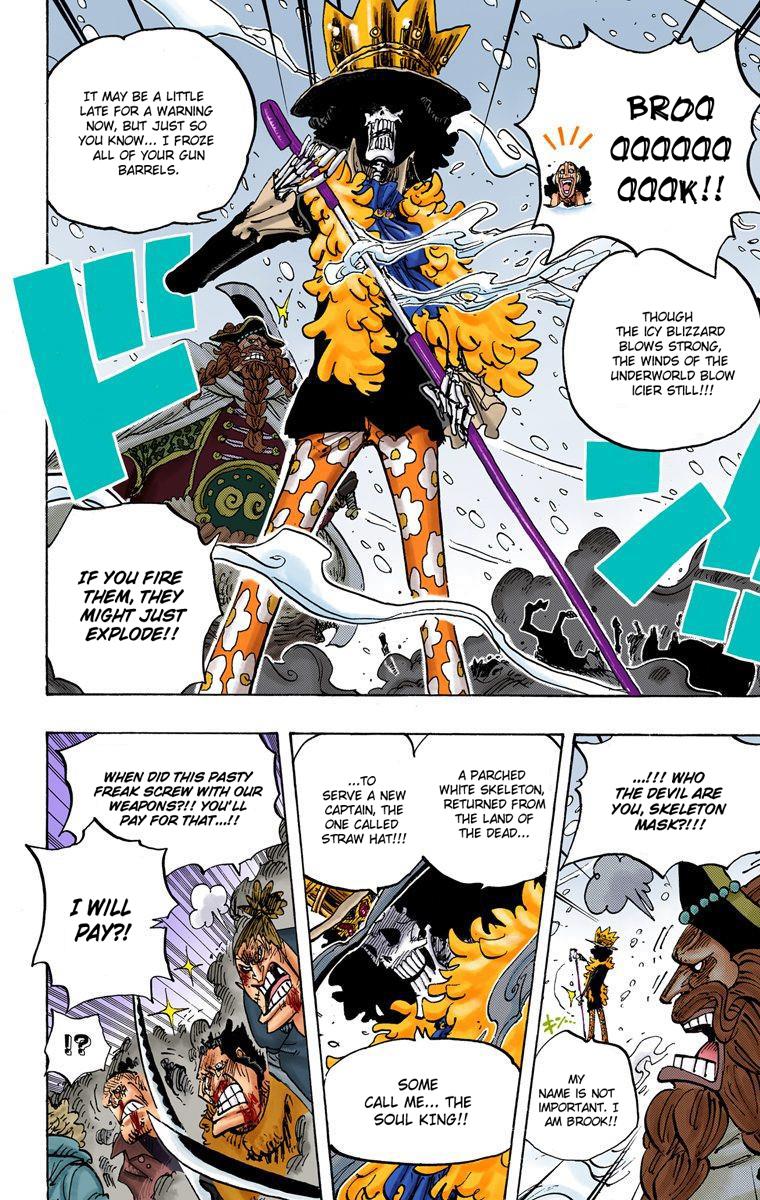 BROO
OOOOOO
OOOK!!
THOUGH
THE ICY BLIZZARD
BLOWS STRONG,
THE WINDS OF THE
UNDERWORLD BLOW
ICIER STILL!!!
IT MAY BE A LITTLE
LATE FOR A WARNING
NOW, BUT JUST SO
YOU KNOW... I FROZE
ALL OF YOUR GUN
BARRELS.
IF YOU FIRE
THEM, THEY
MIGHT JUST
EXPLODE!!
ドン!!
...!!! WHO
THE DEVIL ARE
YOU, SKELETON
MASK?!!!
MY
NAME IS NOT
IMPORTANT. I
AM BROOK!!
A PARCHED
WHITE SKELETON,
RETURNED FROM
THE LAND OF
THE DEAD...
...TO
SERVE A NEW
CAPTAIN, THE
ONE CALLED
STRAW HAT!!!
SOME
CALL ME... THE
SOUL KING!!
WHEN DID THIS PASTY
FREAK SCREW WITH OUR
WEAPONS?!! YOU'LL
PAY FOR THAT...!!
I WILL
PAY?!
!?